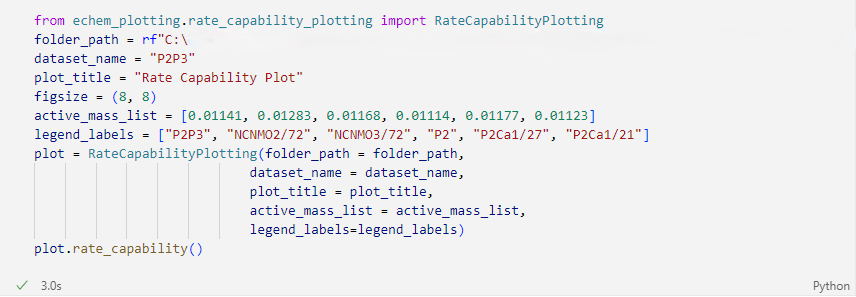 from echem_plotting.rate_capability_plotting import RateCapabilityPlotting
folder_path = rf"C:\
dataset_name = "P2P3"
plot_title = "Rate Capability Plot"
figsize = (8, 8)
active_mass_list = [0.01141, 0.01283, 0.01168, 0.01114, 0.01177, 0.01123]
legend_labels = ["P2P3", "NCNMO2/72", "NCNMO3/72", "P2", "P2Ca1/27", "P2Ca1/21"]
plot = RateCapabilityPlotting(folder_path = folder_path,
dataset_name = dataset_name,
plot_title = plot_title,
active_mass_list = active_mass_list,
legend_labels=legend_labels)
plot.rate_capability()
✓ 3.0s Python